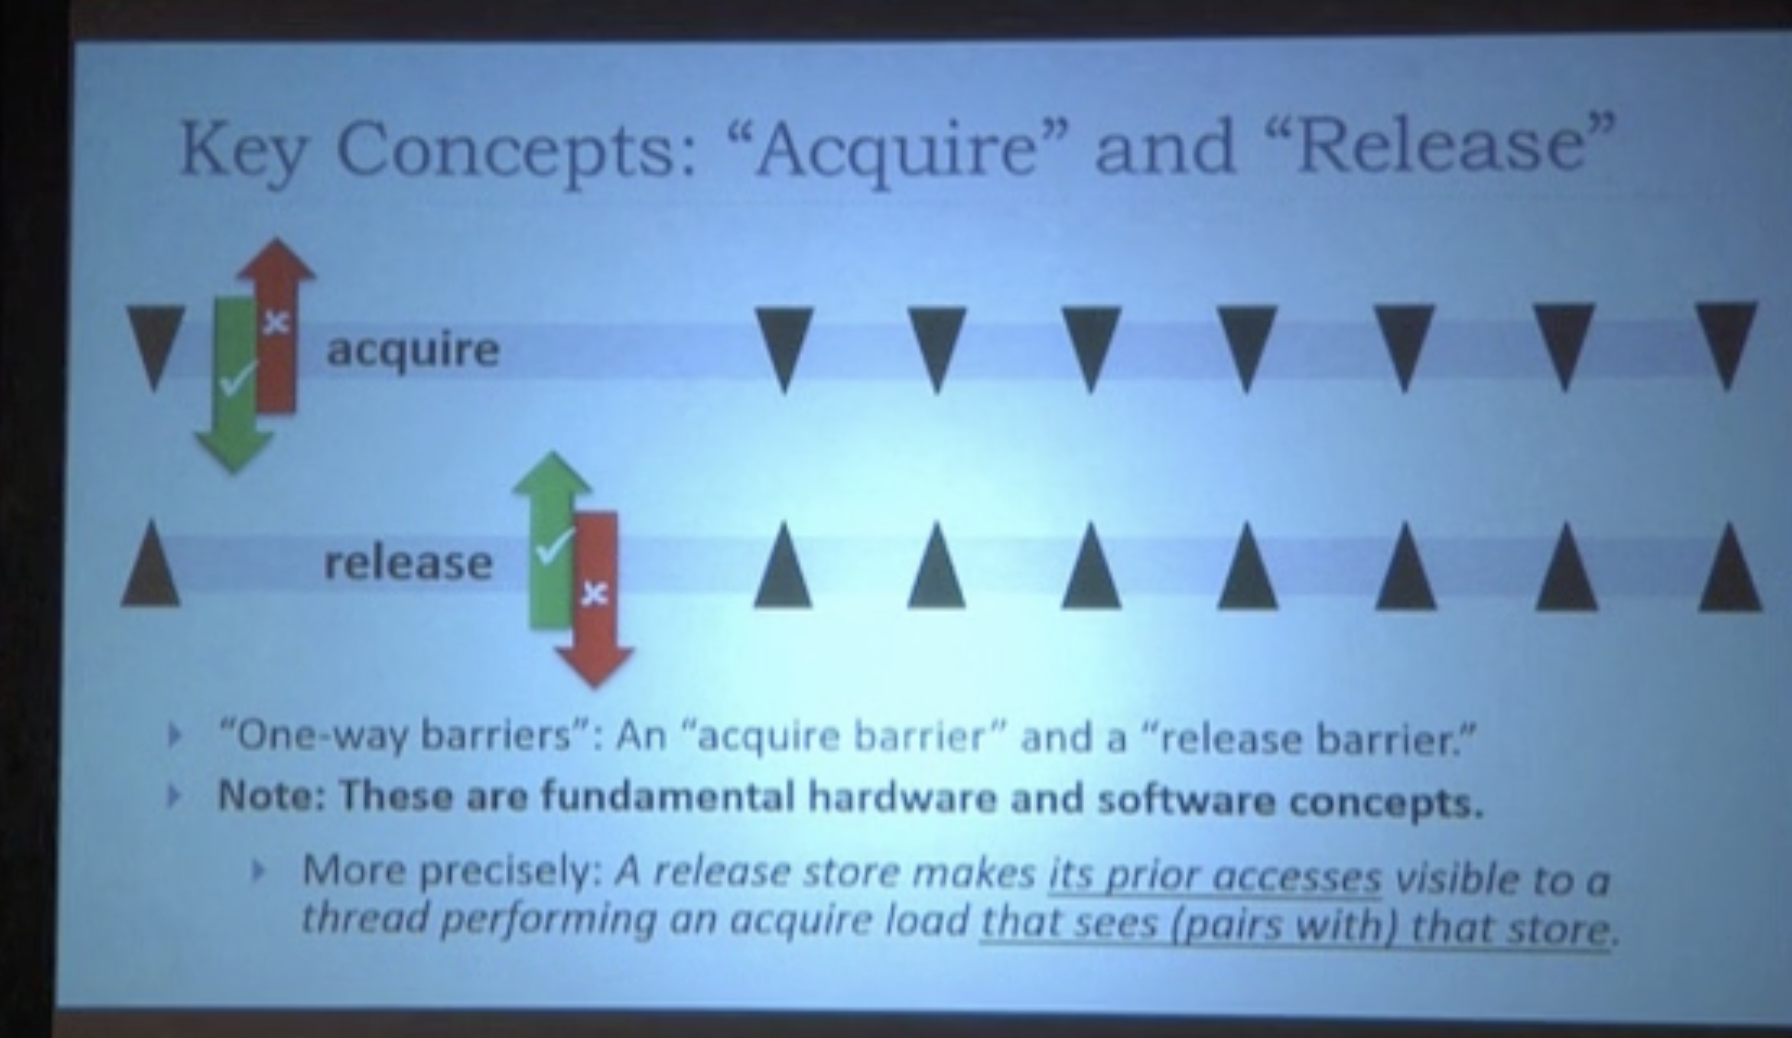 Key Concepts: “Acquire” and “Release”
acquire
release
“One-way barriers”: An “acquire barrier” and a “release barrier.”
Note: These are fundamental hardware and software concepts.
More precisely: A release store makes its prior accesses visible to a
thread performing an acquire load that sees (pairs with) that store.